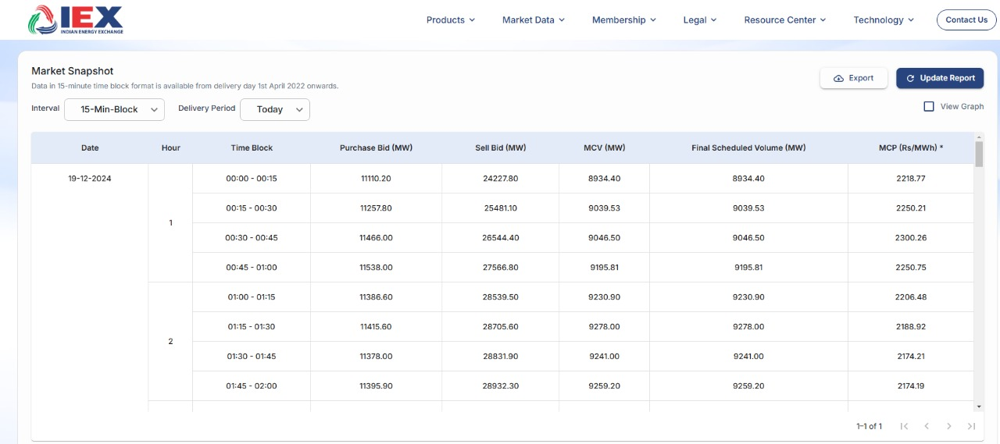 IEX
INDIAN ENERGY EXCHANGE
Products Market Data Membership Legal Resource Center Technology Contact Us
Market Snapshot
Data in 15-minute time block format is available from delivery day 1st April 2022 onwards.
Export Update Report
Interval 15-Min-Block Delivery Period Today View Graph
Date Hour Time Block Purchase Bid (MW) Sell Bid (MW) MCV (MW) Final Scheduled Volume (MW) MCP (Rs/MWh) *
19-12-2024 00:00 - 00:15 11110.20 24227.80 8934.40 8934.40 2218.77
00:15 - 00:30 11257.80 25481.10 9039.53 9039.53 2250.21
1
00:30 - 00:45 11466.00 26544.40 9046.50 9046.50 2300.26
00:45 - 01:00 11538.00 27566.80 9195.81 9195.81 2250.75
01:00 - 01:15 11386.60 28539.50 9230.90 9230.90 2206.48
01:15 - 01:30 11415.60 28705.60 9278.00 9278.00 2188.92
2
01:30 - 01:45 11378.00 28831.90 9241.00 9241.00 2174.21
01:45 - 02:00 11395.90 28932.30 9259.20 9259.20 2174.19
1–1 of 1